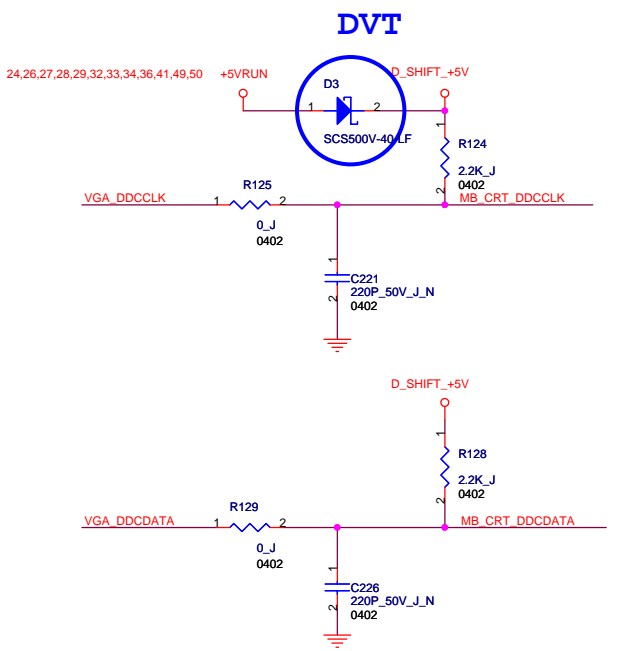 DVT
24,26,27,28,29,32,33,34,36,41,49,50 +5VRUN D_SHIFT_+5V
D3
1 2
SCS500V-40-LF
1
R124
2.2K_J
0402
2
R125
VGA_DDCCLK 1 2 MB_CRT_DDCCLK
0_J
0402
1
C221
220P_50V_J_N
2
0402
D_SHIFT_+5V
1
R128
2.2K_J
0402
2
R129
VGA_DDCDATA 1 2 MB_CRT_DDCDATA
0_J
0402
1
C226
220P_50V_J_N
2
0402